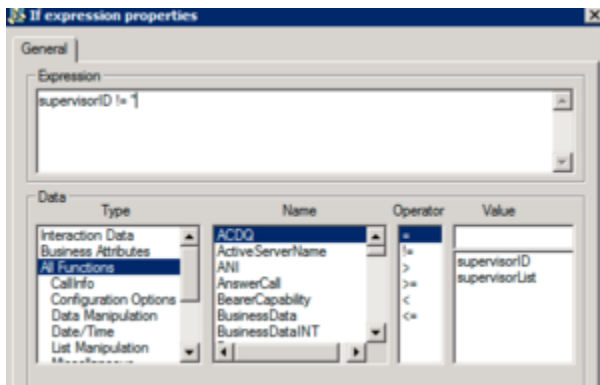 If expression properties
General
Expression
supervisorID != ''
Data
Type
Name
Operator
Value
Interaction Data
Business Attributes
All Functions
CallInfo
Configuration Options
Data Manipulation
Date/Time
List Manipulation
ACDQ
ActiveServerName
ANI
AnswerCall
BearerCapability
BusinessData
BusinessDataINT
=
!=
>
>=
<
<=
supervisorID
supervisorList